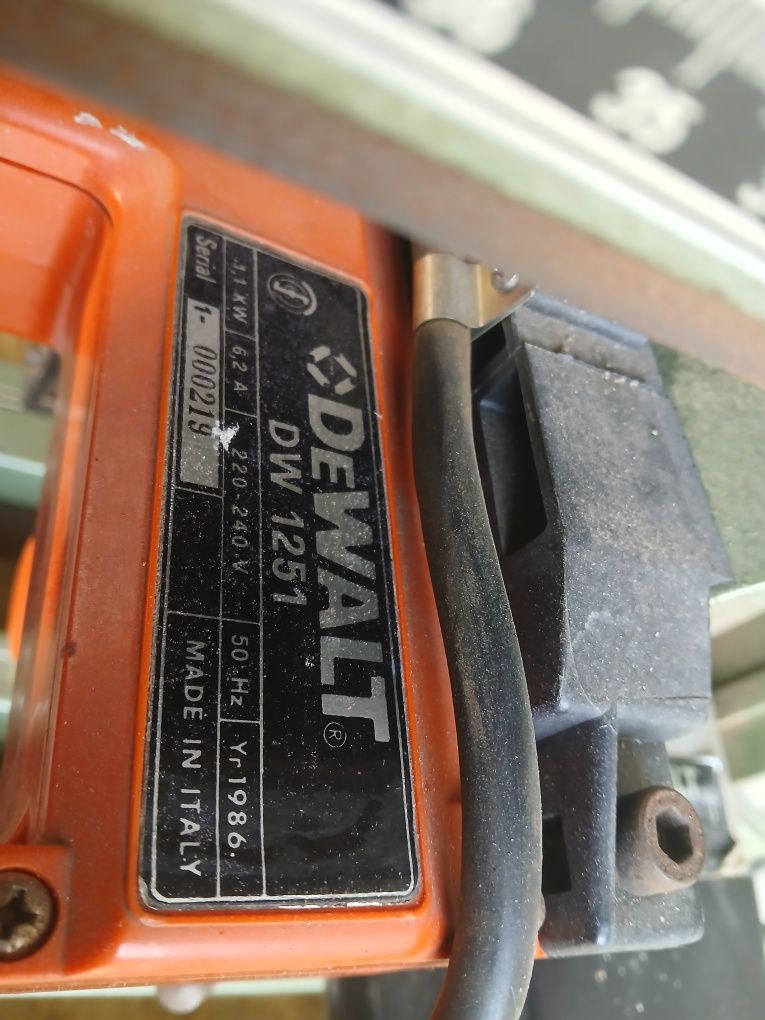 DEWALT®
DW 1251
1,1 KW 6,2 A 220-240 V 50 Hz Yr 1986.
Serial 1- 000219 MADE IN ITALY